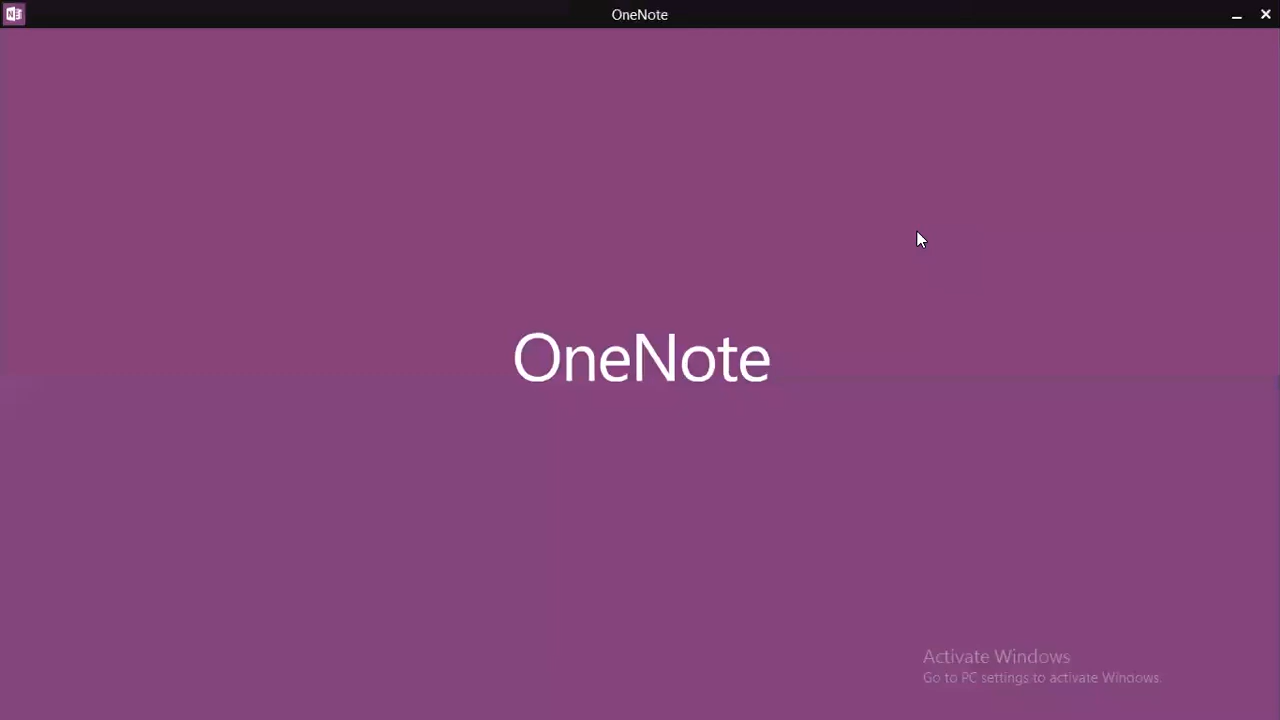 OneNote
OneNote
Activate Windows
Go to PC settings to activate Windows.